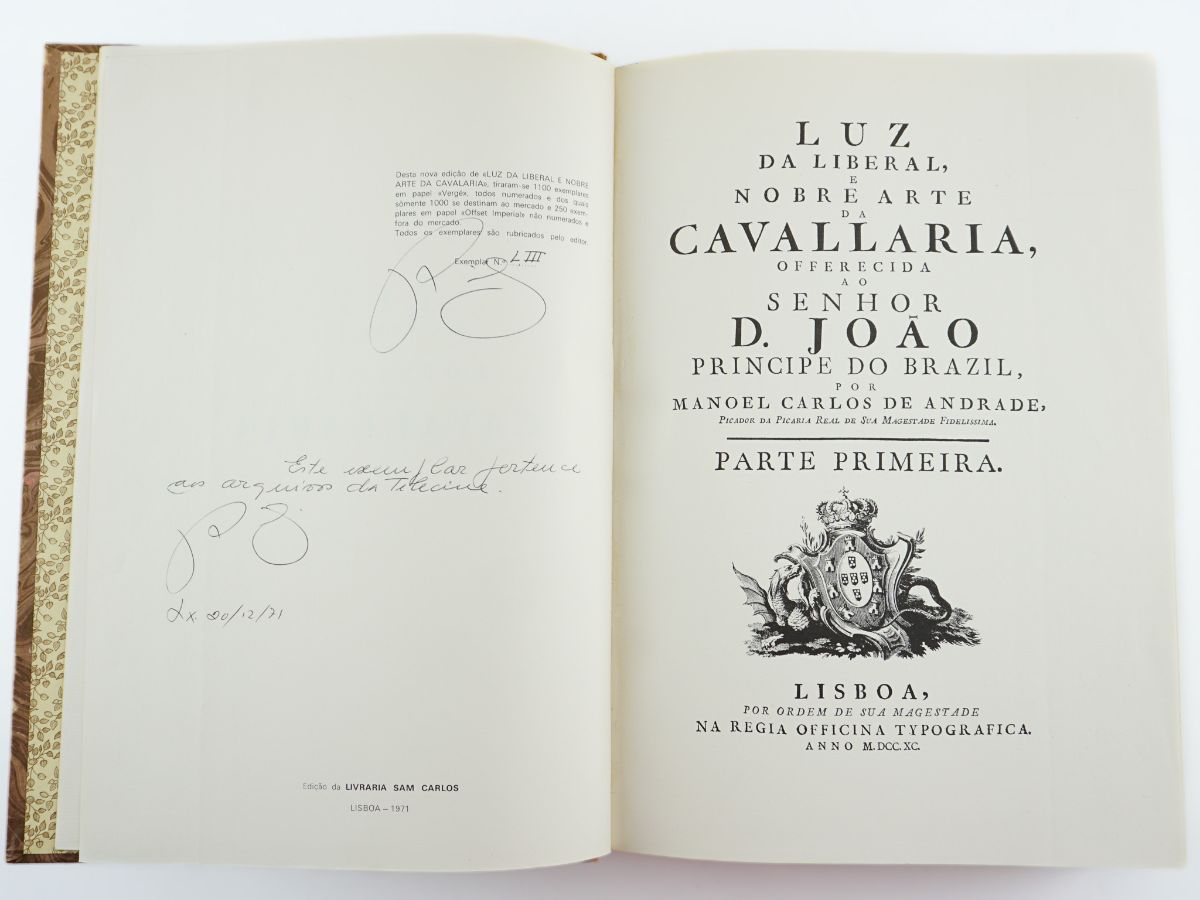 Desta nova edição de «LUZ DA LIBERAL E NOBRE
ARTE DA CAVALARIA», tiraram-se 1100 exemplares
em papel «Vergé», todos numerados e dos quais
sòmente 1000 se destinam ao mercado e 250 exem-
plares em papel «Offset Imperial» não numerados e
fora do mercado.
Todos os exemplares são rubricados pelo editor.
Exemplar N.º LIII
Este exemplar pertence
aos arquivos da Telecine.
Lx. 20/12/71
Edição da LIVRARIA SAM CARLOS
LISBOA — 1971
LUZ
DA LIBERAL,
E
NOBRE ARTE
DA
CAVALLARIA,
OFFERECIDA
AO
SENHOR
D. JOÃO
PRINCIPE DO BRAZIL,
POR
MANOEL CARLOS DE ANDRADE,
PICADOR DA PICARIA REAL DE SUA MAGESTADE FIDELISSIMA.
PARTE PRIMEIRA.
LISBOA,
POR ORDEM DE SUA MAGESTADE
NA REGIA OFFICINA TYPOGRAFICA.
ANNO M.DCC.XC.